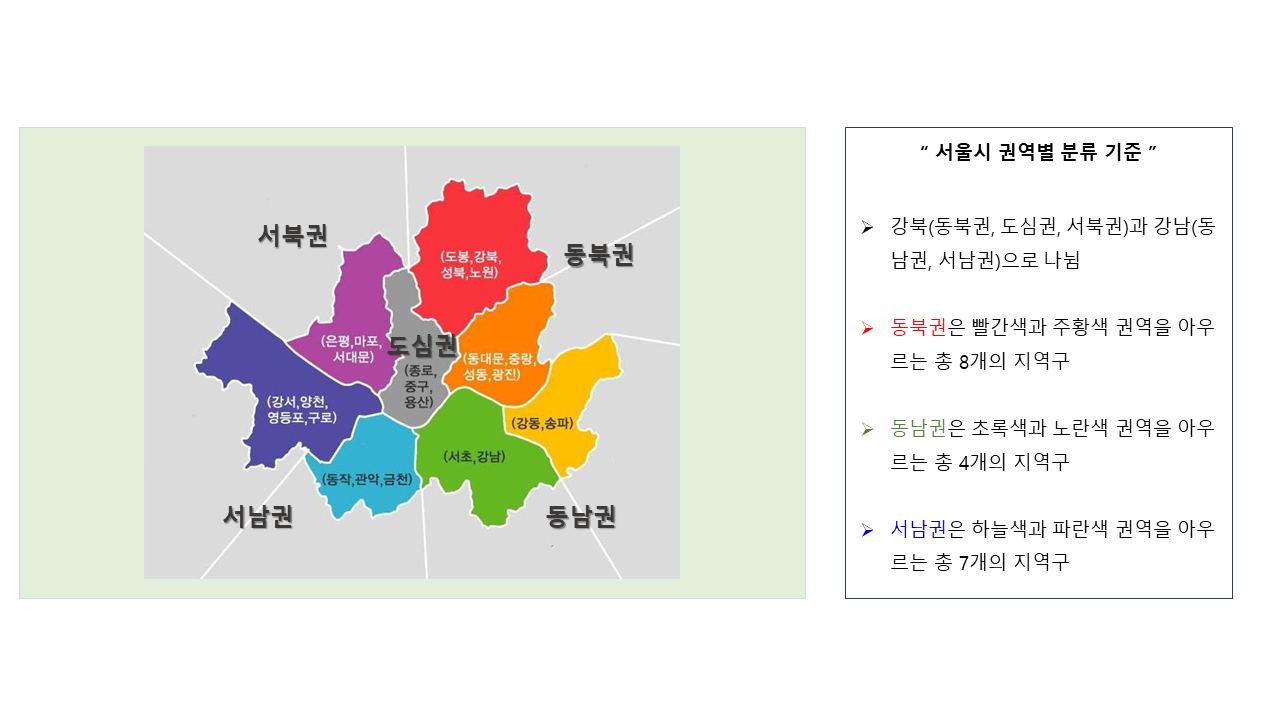 서북권
동북권
(도봉,강북,
성북,노원)
(은평,마포,
서대문)
도심권
(종로,
중구,
용산)
(동대문,중랑,
성동,광진)
(강서,양천,
영등포,구로)
(강동,송파)
(서초,강남)
(동작,관악,금천)
서남권
동남권
“ 서울시 권역별 분류 기준 ”
➢ 강북(동북권, 도심권, 서북권)과 강남(동
남권, 서남권)으로 나뉨
➢ 동북권은 빨간색과 주황색 권역을 아우
르는 총 8개의 지역구
➢ 동남권은 초록색과 노란색 권역을 아우
르는 총 4개의 지역구
➢ 서남권은 하늘색과 파란색 권역을 아우
르는 총 7개의 지역구